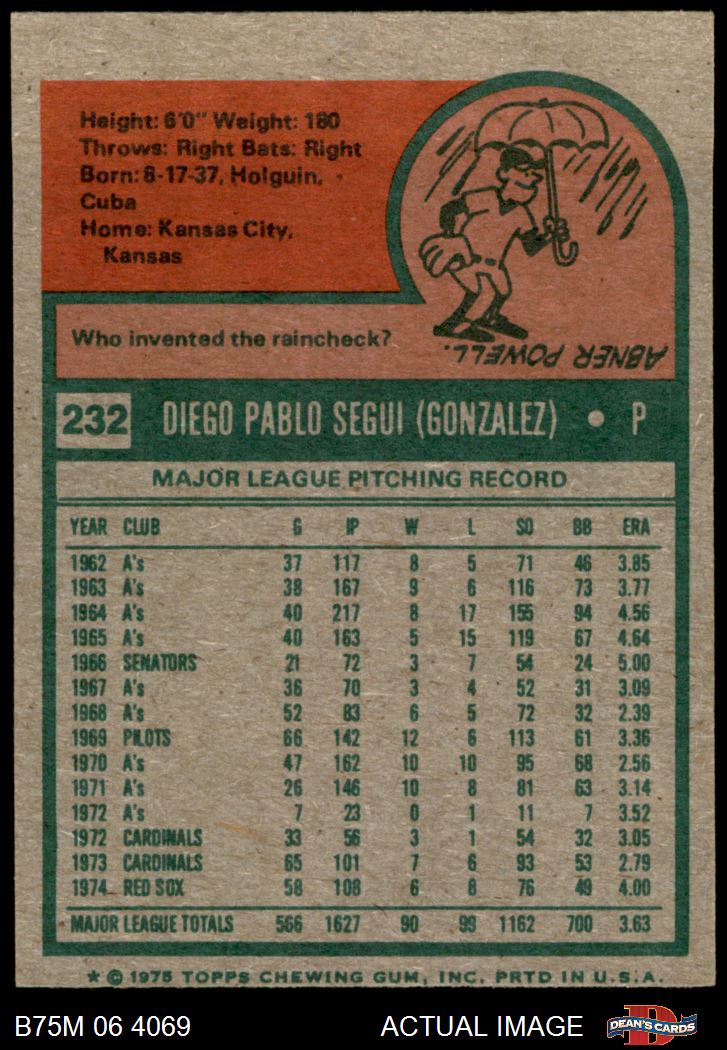 Height: 6'0" Weight: 180
Throws: Right Bats: Right
Born: 8-17-37, Holguin,
Cuba
Home: Kansas City,
Kansas
Who invented the raincheck?
ABNER POWELL.
232 DIEGO PABLO SEGUI (GONZALEZ) • P
MAJOR LEAGUE PITCHING RECORD
YEAR CLUB G IP W L SO BB ERA
1962 A's 37 117 8 5 71 46 3.85
1963 A's 38 167 9 6 116 73 3.77
1964 A's 40 217 8 17 155 94 4.56
1965 A's 40 163 5 15 119 67 4.64
1966 SENATORS 21 72 3 7 54 24 5.00
1967 A's 36 70 3 4 52 31 3.09
1968 A's 52 83 6 5 72 32 2.39
1969 PILOTS 66 142 12 6 113 61 3.36
1970 A's 47 162 10 10 95 68 2.56
1971 A's 26 146 10 8 81 63 3.14
1972 A's 7 23 0 1 11 7 3.52
1972 CARDINALS 33 56 3 1 54 32 3.05
1973 CARDINALS 65 101 7 6 93 53 2.79
1974 RED SOX 58 108 6 8 76 49 4.00
MAJOR LEAGUE TOTALS 566 1627 90 99 1162 700 3.63
* © 1975 TOPPS CHEWING GUM, INC. PRTD IN U.S.A.
B75M 06 4069 ACTUAL IMAGE DEAN'S CARDS